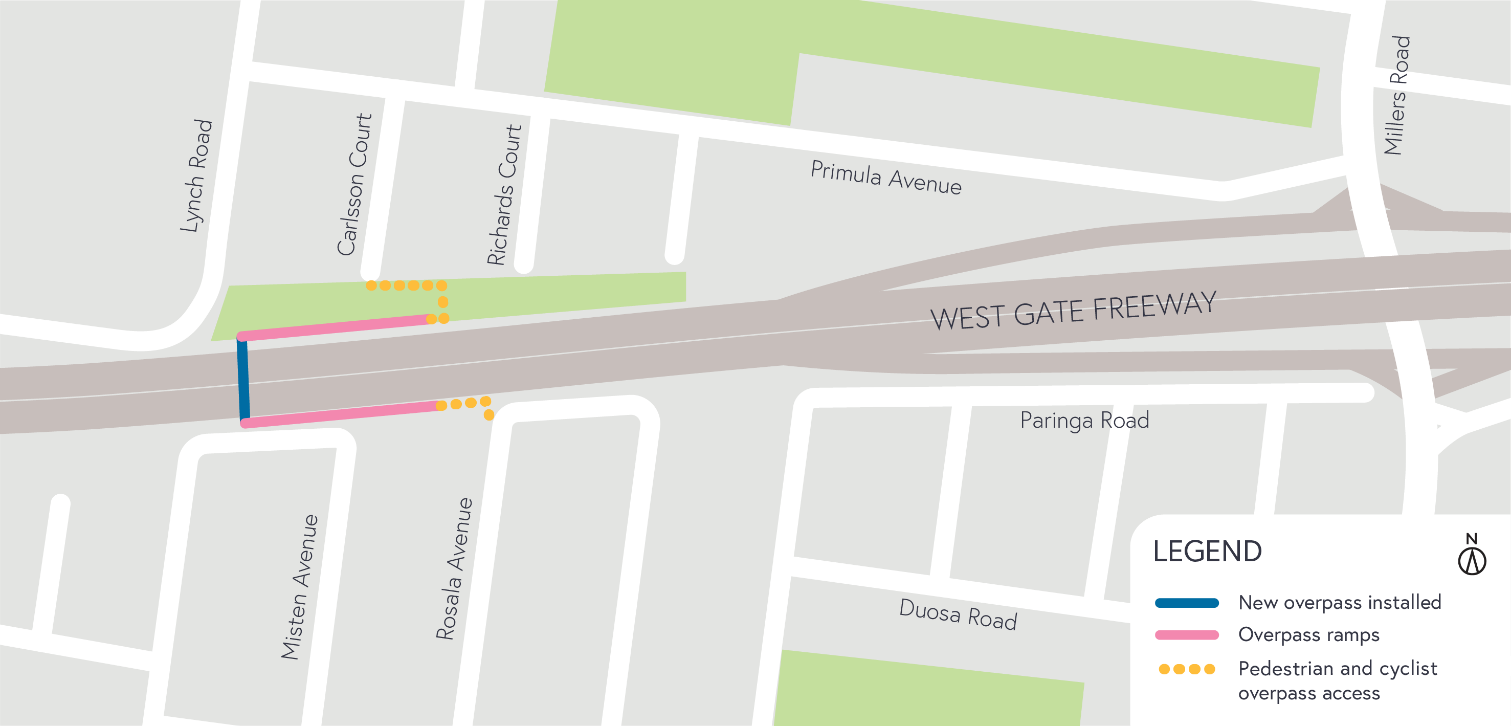 Lynch Road
Carlsson Court
Richards Court
Primula Avenue
Millers Road
WEST GATE FREEWAY
Paringa Road
Misten Avenue
Rosala Avenue
Duosa Road
LEGEND
N
New overpass installed
Overpass ramps
Pedestrian and cyclist
overpass access